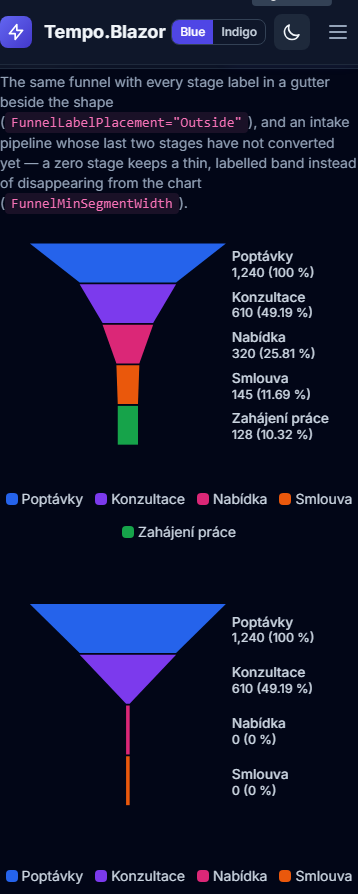 Tempo.Blazor
Blue
Indigo
The same funnel with every stage label in a gutter
beside the shape
(FunnelLabelPlacement="Outside"), and an intake
pipeline whose last two stages have not converted
yet — a zero stage keeps a thin, labelled band instead
of disappearing from the chart
(FunnelMinSegmentWidth).
Poptávky
1,240 (100 %)
Konzultace
610 (49.19 %)
Nabídka
320 (25.81 %)
Smlouva
145 (11.69 %)
Zahájení práce
128 (10.32 %)
Poptávky Konzultace Nabídka Smlouva
Zahájení práce
Poptávky
1,240 (100 %)
Konzultace
610 (49.19 %)
Nabídka
0 (0 %)
Smlouva
0 (0 %)
Poptávky Konzultace Nabídka Smlouva